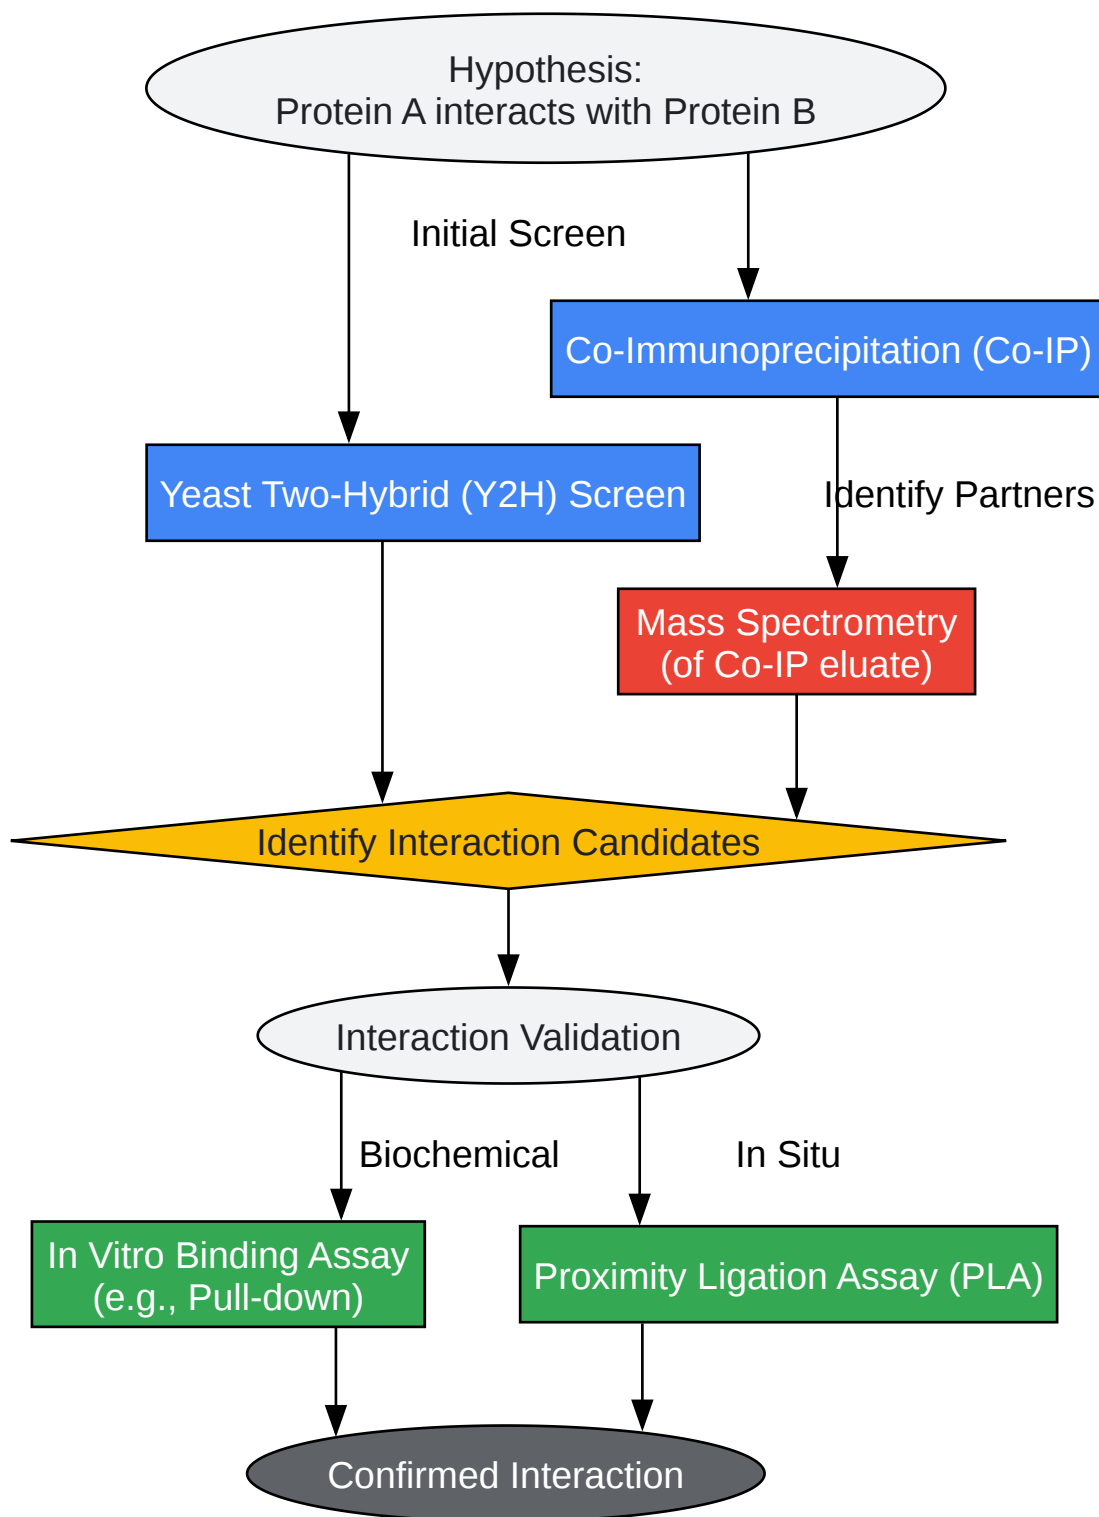 Hypothesis:
Protein A interacts with Protein B
Initial Screen
Co-Immunoprecipitation (Co-IP)
Yeast Two-Hybrid (Y2H) Screen
Identify Partners
Mass Spectrometry
(of Co-IP eluate)
Identify Interaction Candidates
Interaction Validation
Biochemical
In Situ
In Vitro Binding Assay
(e.g., Pull-down)
Proximity Ligation Assay (PLA)
Confirmed Interaction